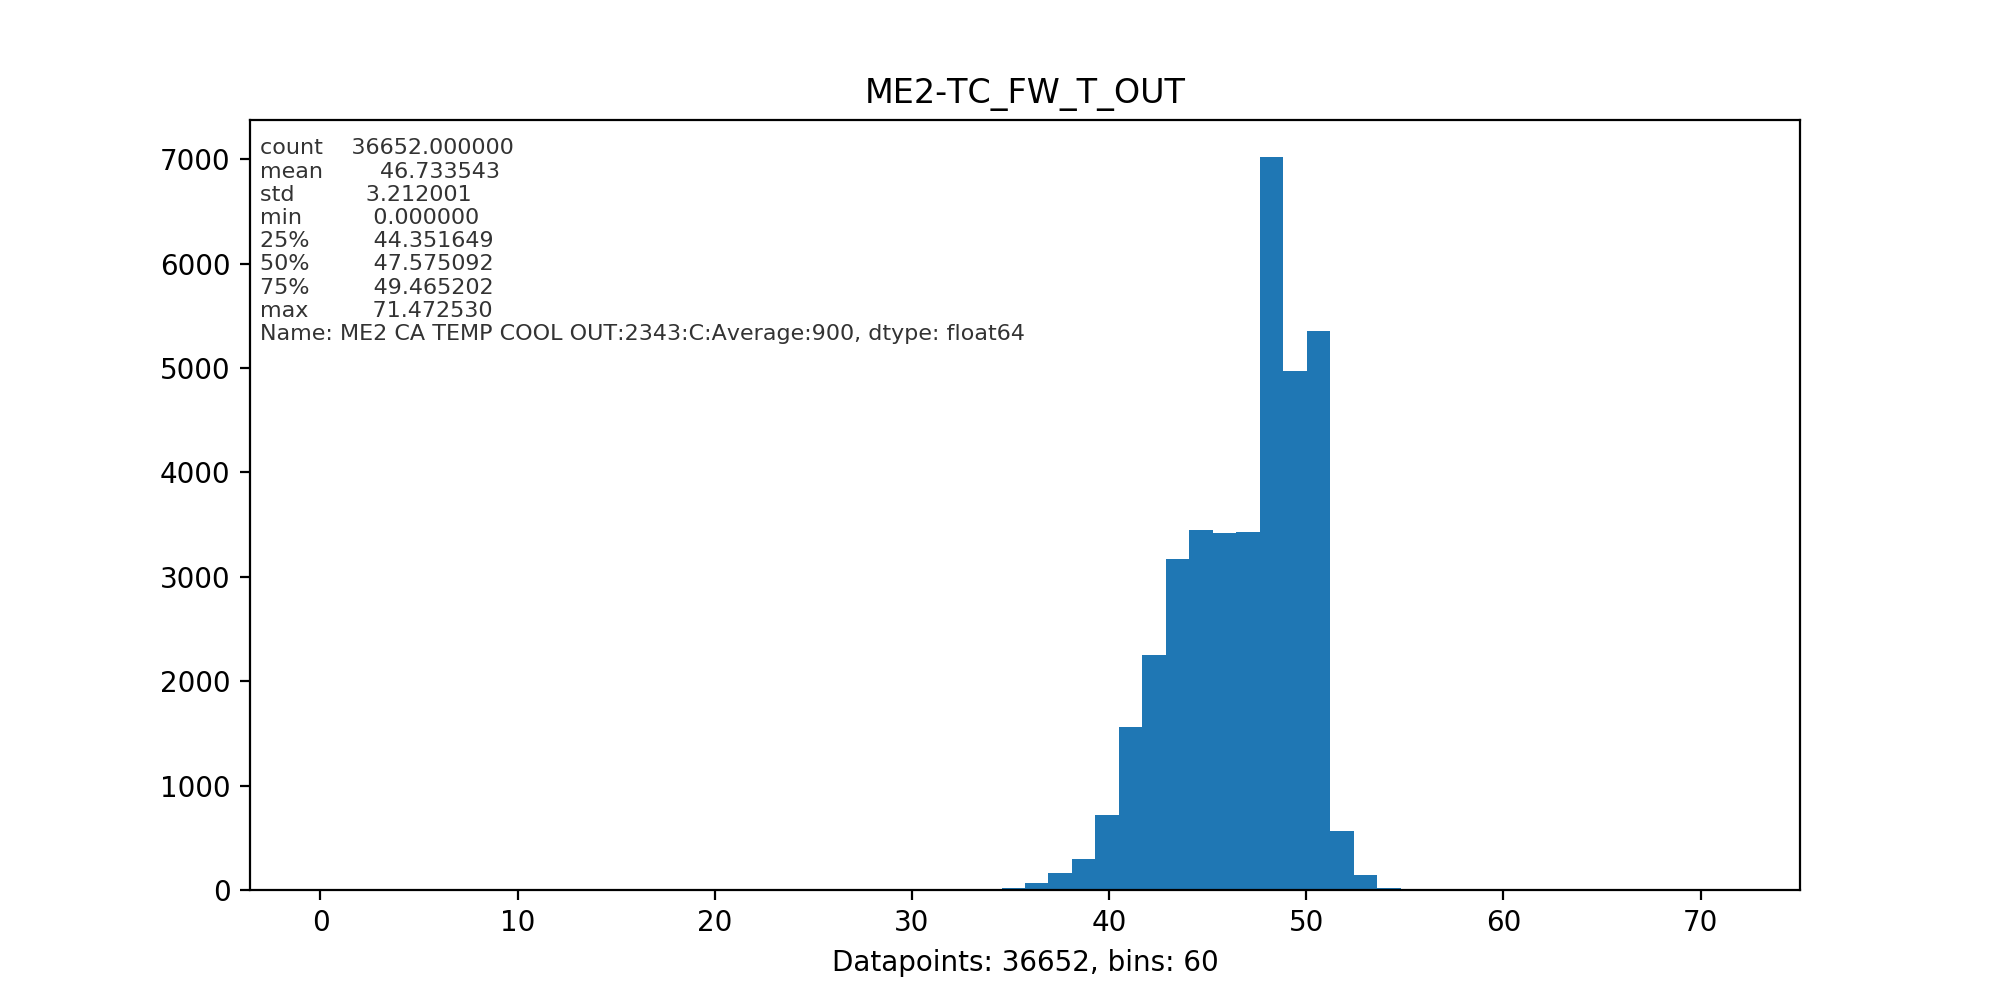 ME2-TC_FW_T_OUT
count 36652.000000
mean 46.733543
std 3.212001
min 0.000000
25% 44.351649
50% 47.575092
75% 49.465202
max 71.472530
Name: ME2 CA TEMP COOL OUT:2343:C:Average:900, dtype: float64
7000
6000
5000
4000
3000
2000
1000
0
0 10 20 30 40 50 60 70
Datapoints: 36652, bins: 60